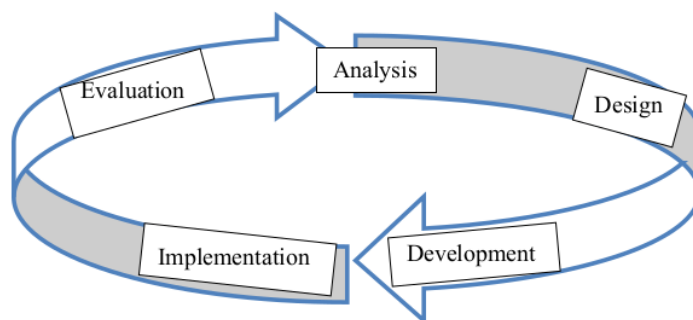 Analysis
Design
Development
Implementation
Evaluation